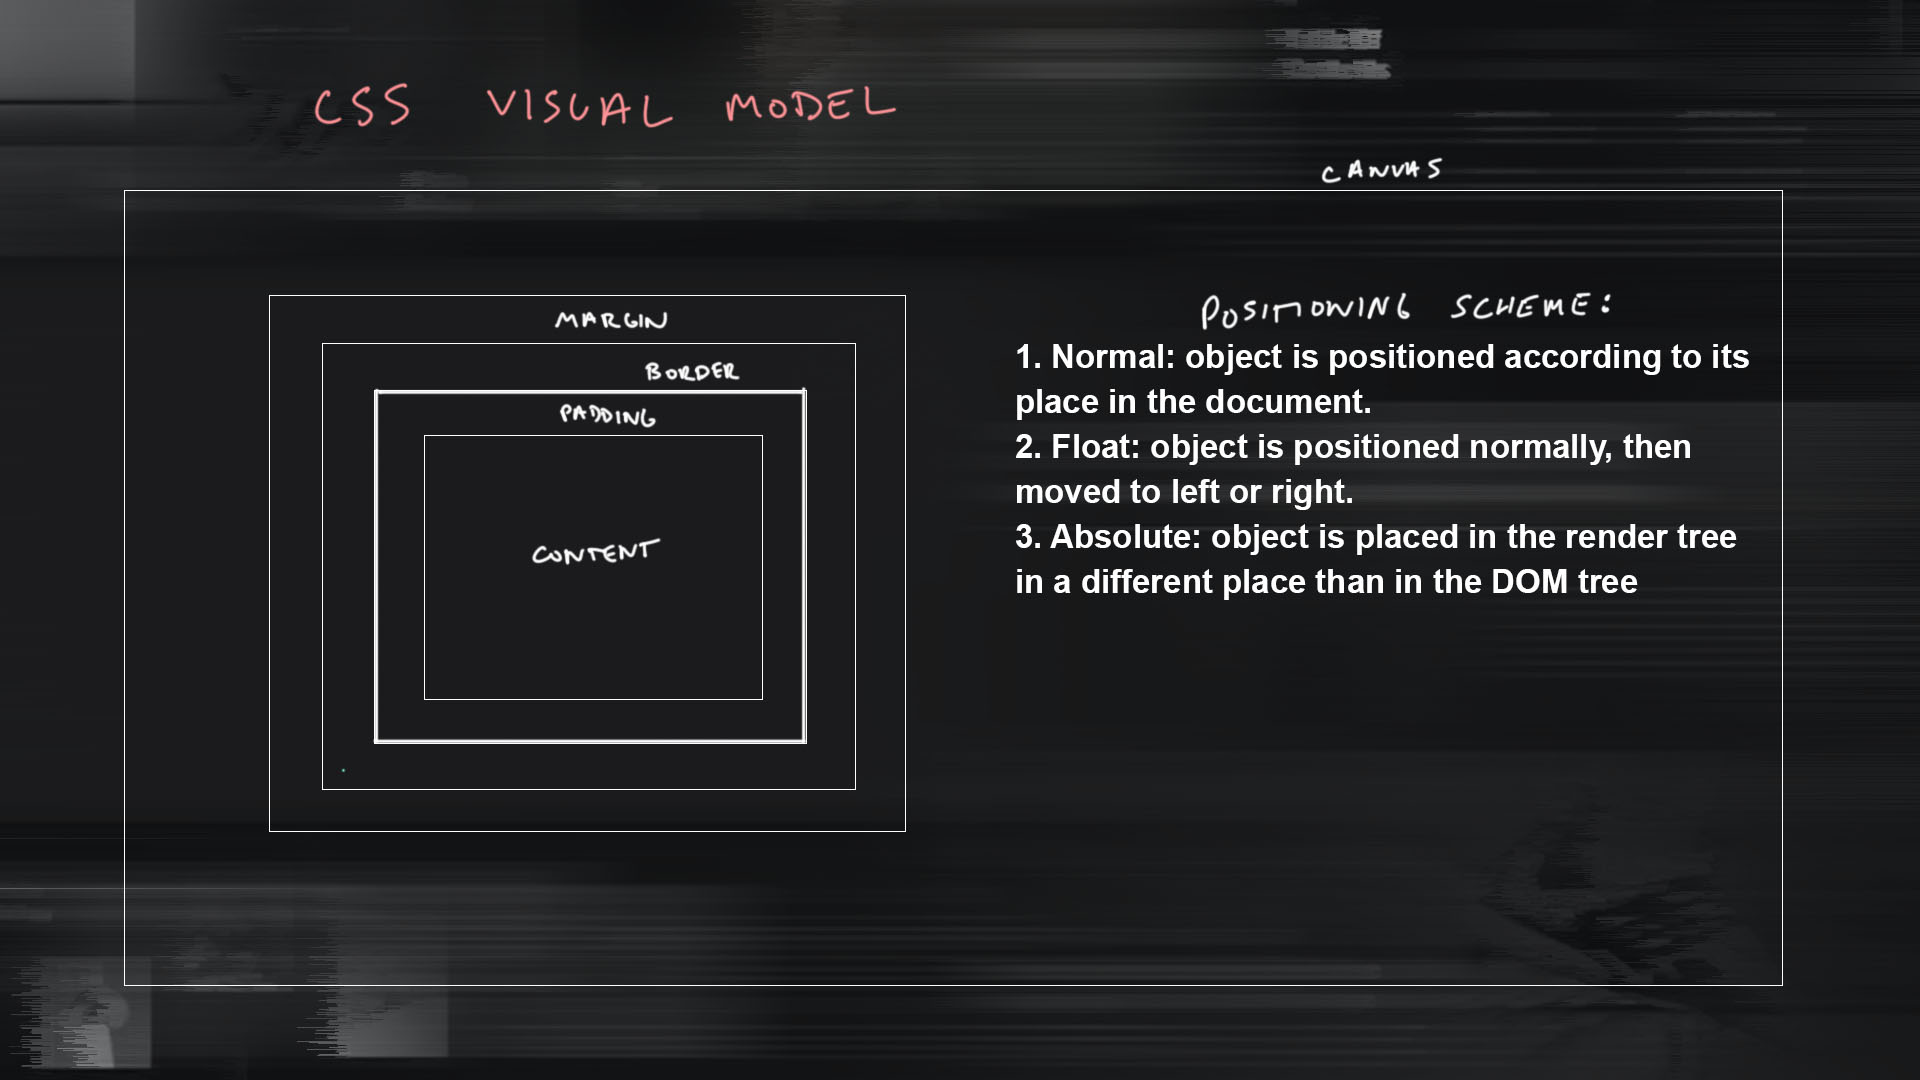 CSS VISUAL MODEL
CANVAS
MARGIN
BORDER
PADDING
CONTENT
POSITIONING SCHEME:
1. Normal: object is positioned according to its
place in the document.
2. Float: object is positioned normally, then
moved to left or right.
3. Absolute: object is placed in the render tree
in a different place than in the DOM tree